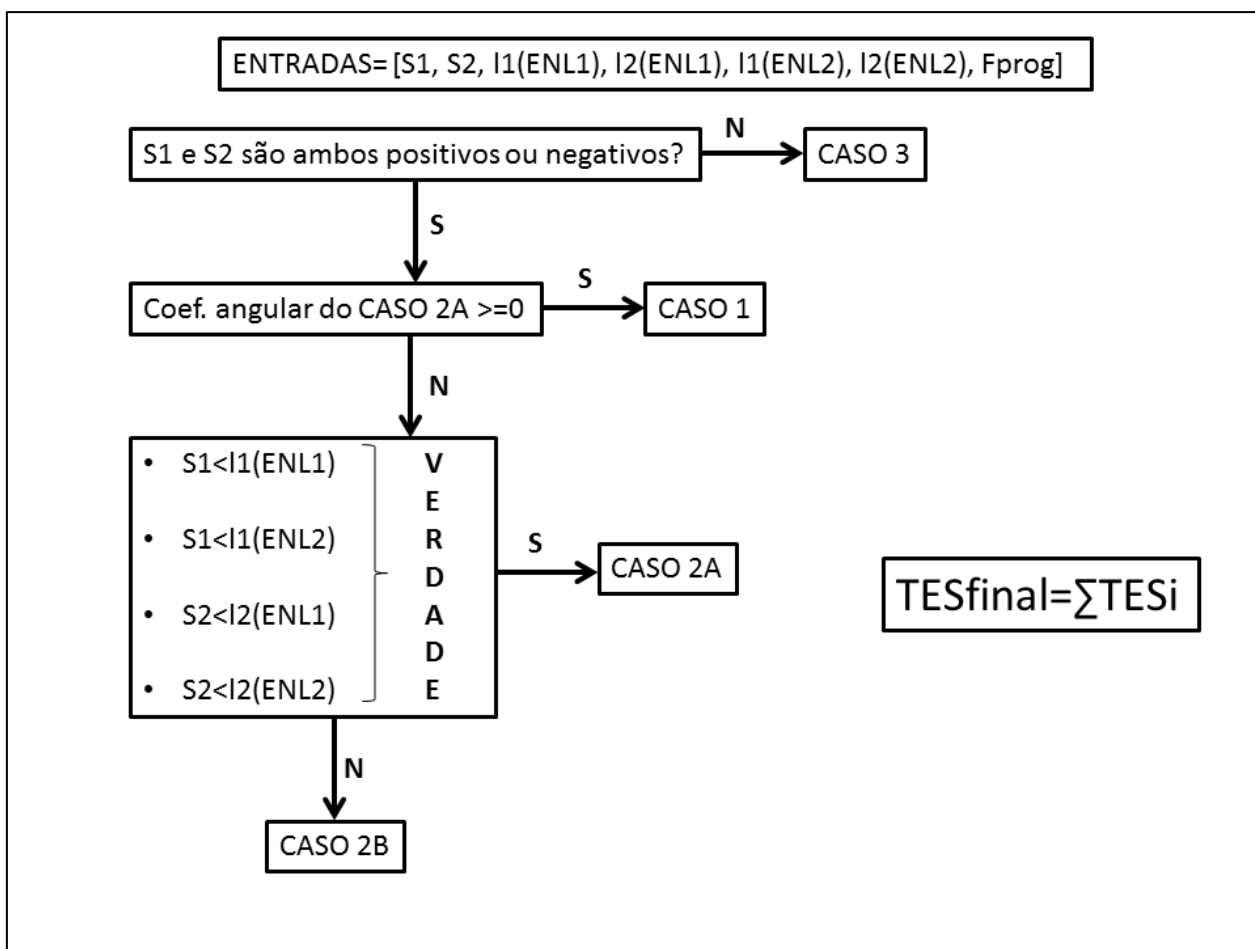 ENTRADAS= [S1, S2, l1(ENL1), l2(ENL1), l1(ENL2), l2(ENL2), Fprog]
S1 e S2 são ambos positivos ou negativos?
N
CASO 3
S
Coef. angular do CASO 2A >=0
S
CASO 1
N
• S1<l1(ENL1)
• S1<l1(ENL2)
• S2<l2(ENL1)
• S2<l2(ENL2)
V
E
R
D
A
D
E
S
CASO 2A
TESfinal=∑TESi
N
CASO 2B